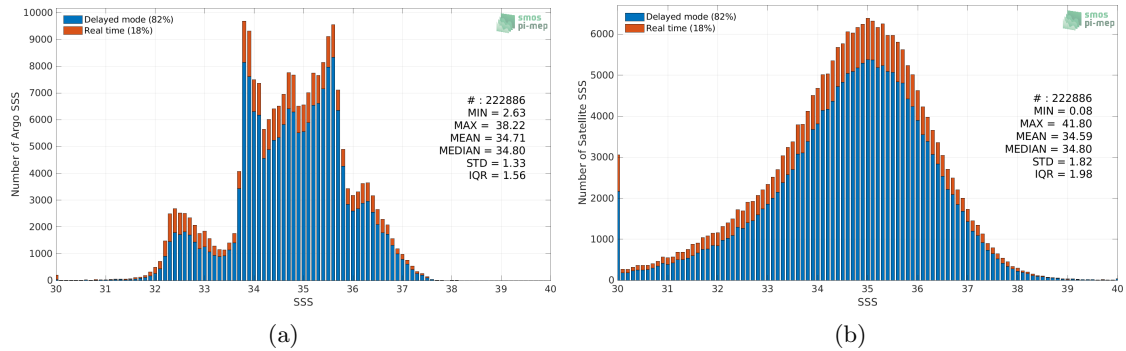 Delayed mode (82%)
Real time (18%)
smos
pi-mep
10000
9000
8000
7000
6000
5000
4000
3000
2000
1000
0
Number of Argo SSS
# : 222886
MIN = 2.63
MAX = 38.22
MEAN = 34.71
MEDIAN = 34.80
STD = 1.33
IQR = 1.56
30 31 32 33 34 35 36 37 38 39 40
SSS
(a)
Delayed mode (82%)
Real time (18%)
smos
pi-mep
6000
5000
4000
3000
2000
1000
0
Number of Satellite SSS
# : 222886
MIN = 0.08
MAX = 41.80
MEAN = 34.59
MEDIAN = 34.80
STD = 1.82
IQR = 1.98
30 31 32 33 34 35 36 37 38 39 40
SSS
(b)